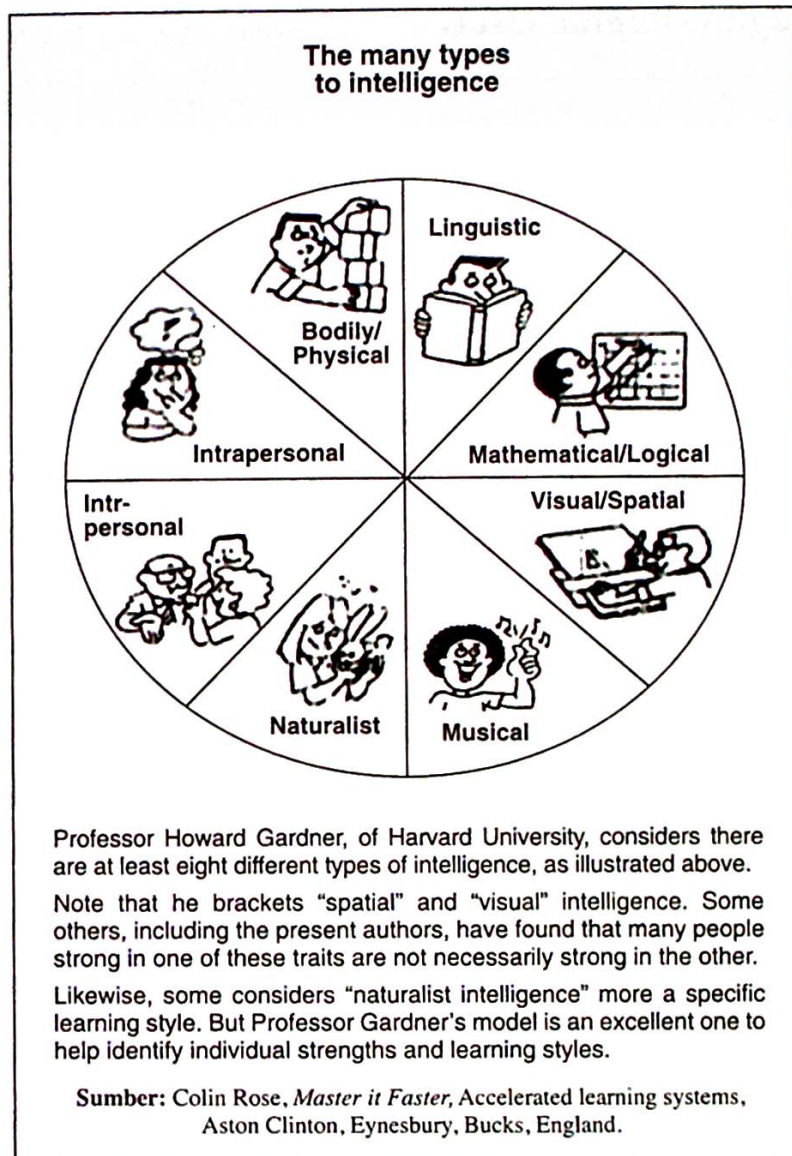 The many types
to intelligence
Linguistic
Bodily/
Physical
Intrapersonal
Mathematical/Logical
Intr-
personal
Visual/Spatial
Naturalist
Musical
Professor Howard Gardner, of Harvard University, considers there
are at least eight different types of intelligence, as illustrated above.
Note that he brackets “spatial” and “visual” intelligence. Some
others, including the present authors, have found that many people
strong in one of these traits are not necessarily strong in the other.
Likewise, some considers “naturalist intelligence” more a specific
learning style. But Professor Gardner's model is an excellent one to
help identify individual strengths and learning styles.
Sumber: Colin Rose, Master it Faster, Accelerated learning systems,
Aston Clinton, Eynesbury, Bucks, England.